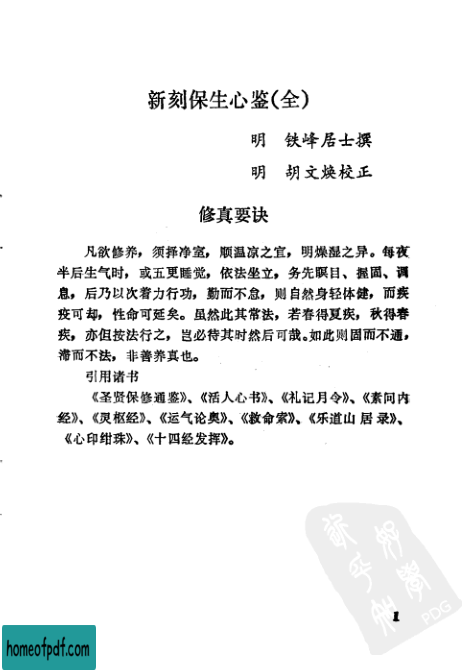 新刻保生心鉴(全)
明 铁峰居士撰
明 胡文焕校正
修真要诀
凡欲修养，须择净室，顺温凉之宜，明燥湿之异。每夜
半后生气时，或五更睡觉，依法坐立，务先瞑目、握固、调
息，后乃以次着力行功，勤而不怠，则自然身轻体健，而疾
疫可却，性命可延矣。虽然此其常法，若春得夏疾，秋得春
疾，亦但按法行之，岂必待其时然后可哉。如此则固而不通，
滞而不法，非善养真也。
引用诸书
《圣贤保修通鉴》、《活人心书》、《礼记月令》、《素问内
经》、《灵枢经》、《运气论奥》、《救命索》、《乐道山居录》、
《心印绀珠》、《十四经发挥》。
PDG
1
homeofpdf.com